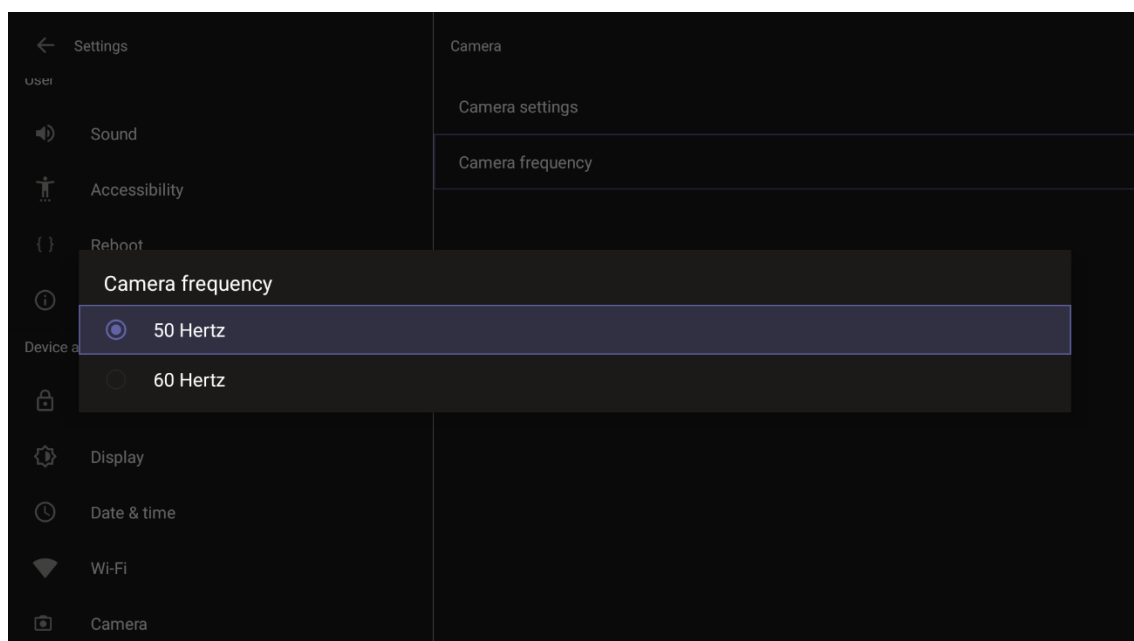 Settings
User
Sound
Accessibility
{ } Reboot
Device a
Display
Date & time
Wi-Fi
Camera
Camera
Camera settings
Camera frequency
Camera frequency
50 Hertz
60 Hertz